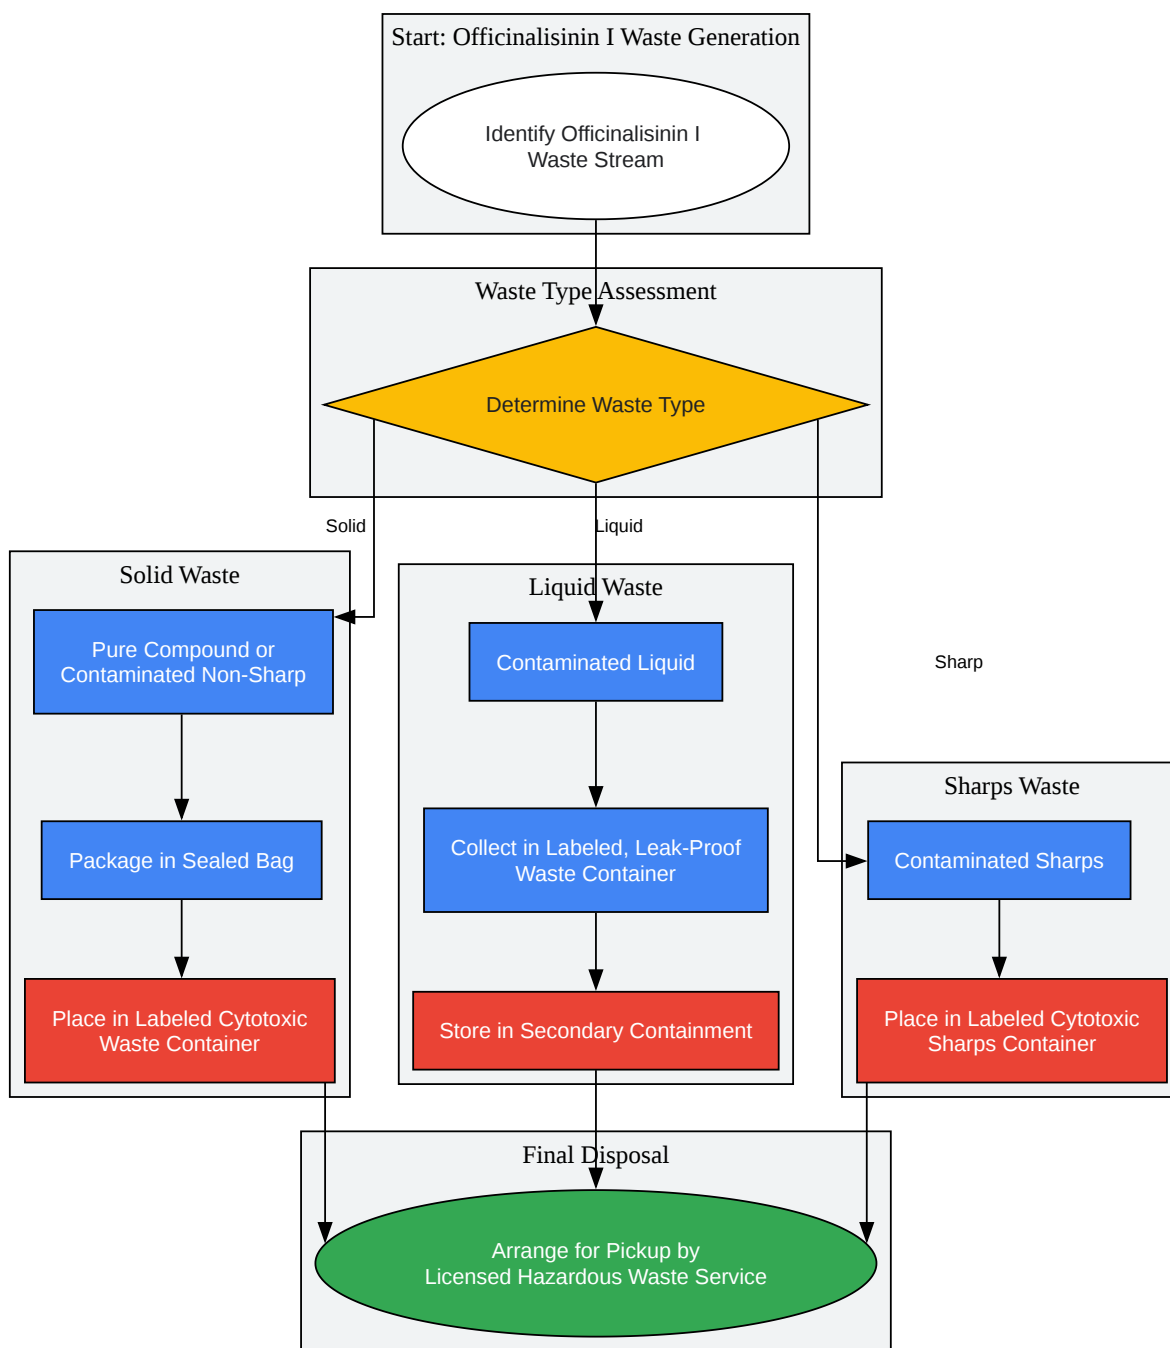 Start: Officinalisinin I Waste Generation
Identify Officinalisinin I
Waste Stream
Waste Type Assessment
Determine Waste Type
Solid
Liquid
Sharp
Solid Waste
Pure Compound or
Contaminated Non-Sharp
Package in Sealed Bag
Place in Labeled Cytotoxic
Waste Container
Liquid Waste
Contaminated Liquid
Collect in Labeled, Leak-Proof
Waste Container
Store in Secondary Containment
Sharps Waste
Contaminated Sharps
Place in Labeled Cytotoxic
Sharps Container
Final Disposal
Arrange for Pickup by
Licensed Hazardous Waste Service